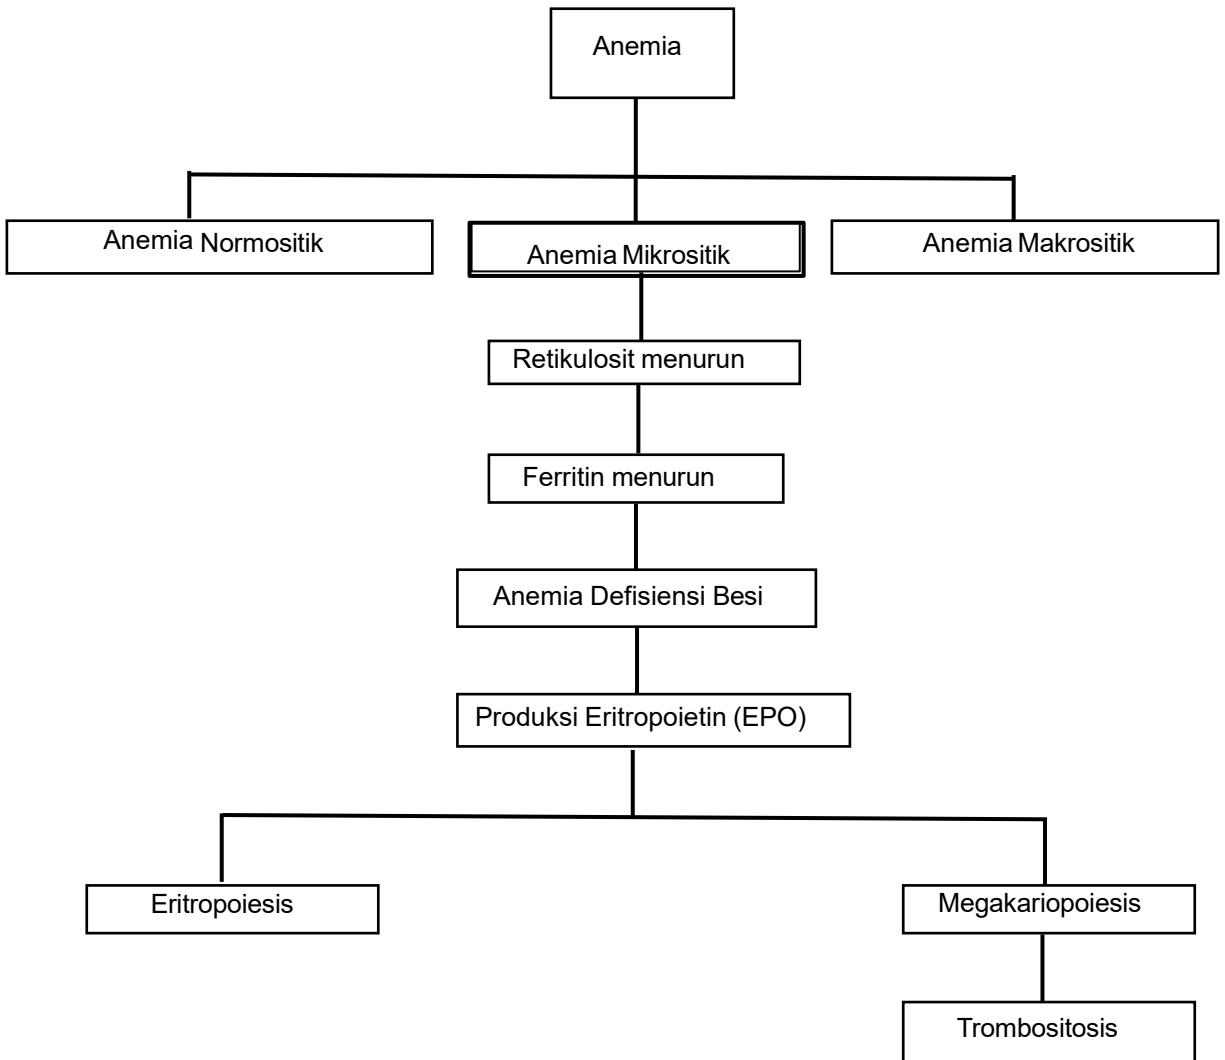 Anemia
Anemia Normositik
Anemia Mikrositik
Anemia Makrositik
Retikulosit menurun
Ferritin menurun
Anemia Defisiensi Besi
Produksi Eritropoietin (EPO)
Eritropoiesis
Megakariopoiesis
Trombositosis